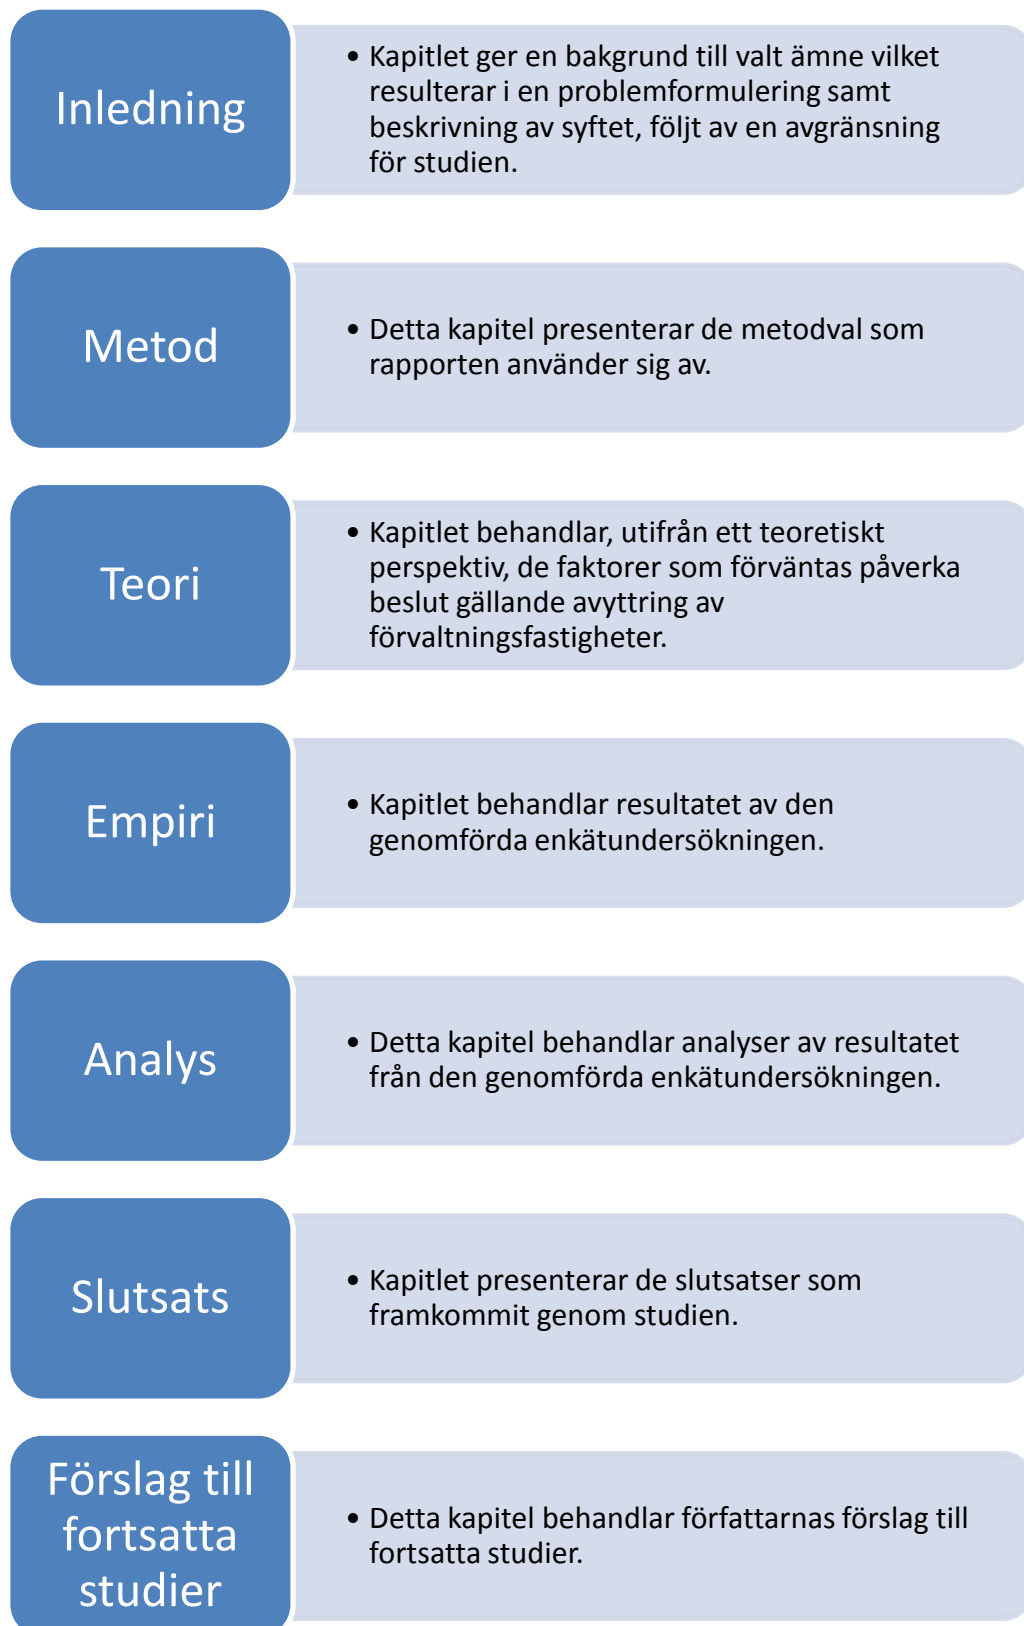 Inledning
• Kapitlet ger en bakgrund till valt ämne vilket
resulterar i en problemformulering samt
beskrivning av syftet, följt av en avgränsning
för studien.
Metod
• Detta kapitel presenterar de metodval som
rapporten använder sig av.
Teori
• Kapitlet behandlar, utifrån ett teoretiskt
perspektiv, de faktorer som förväntas påverka
beslut gällande avyttring av
förvaltningsfastigheter.
Empiri
• Kapitlet behandlar resultatet av den
genomförda enkätundersökningen.
Analys
• Detta kapitel behandlar analyser av resultatet
från den genomförda enkätundersökningen.
Slutsats
• Kapitlet presenterar de slutsatser som
framkommit genom studien.
Förslag till
fortsatta
studier
• Detta kapitel behandlar författarnas förslag till
fortsatta studier.